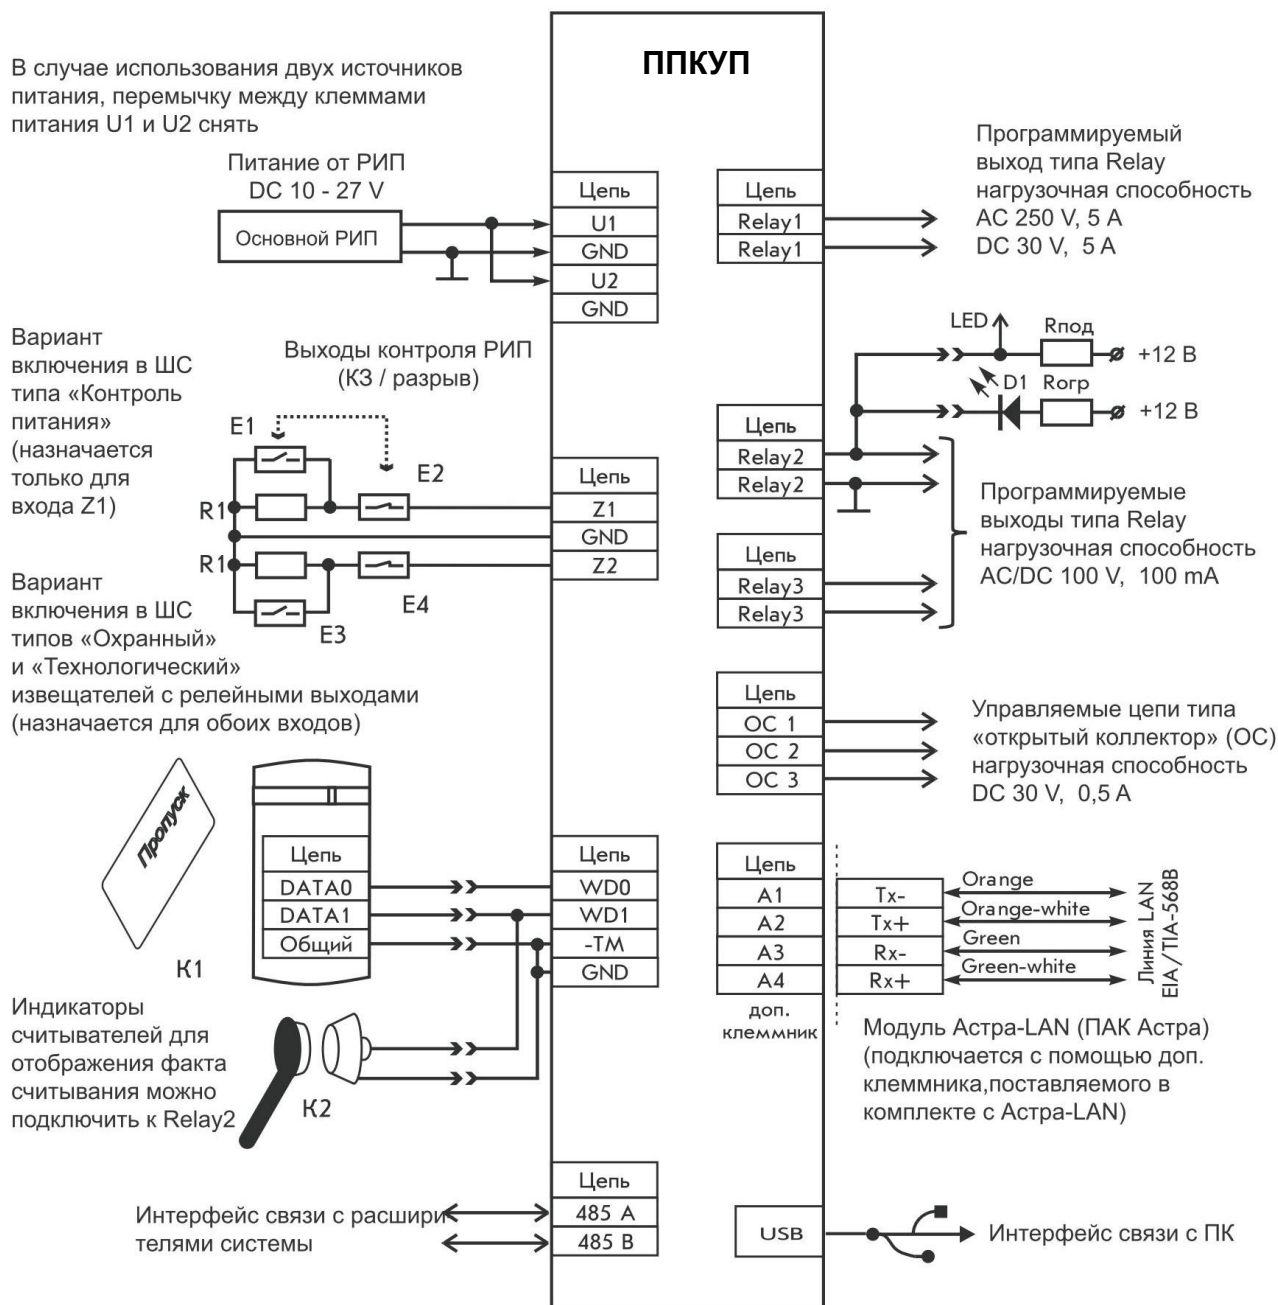 ППКУП
В случае использования двух источников
питания, перемычку между клеммами
питания U1 и U2 снять
Питание от РИП
DC 10 - 27 V
Основной РИП
Цепь
U1
GND
U2
GND
Цепь
Relay1
Relay1
Программируемый
выход типа Relay
нагрузочная способность
AC 250 V, 5 A
DC 30 V, 5 A
Вариант
включения в ШС
типа «Контроль
питания»
(назначается
только для
входа Z1)
Выходы контроля РИП
(КЗ / разрыв)
E1
E2
R1
R1
E4
E3
Цепь
Z1
GND
Z2
LED
Rпод
+12 В
D1
Rогр
+12 В
Цепь
Relay2
Relay2
Цепь
Relay3
Relay3
Программируемые
выходы типа Relay
нагрузочная способность
AC/DC 100 V, 100 mA
Вариант
включения в ШС
типов «Охранный»
и «Технологический»
извещателей с релейными выходами
(назначается для обоих входов)
Цепь
OC 1
OC 2
OC 3
Управляемые цепи типа
«открытый коллектор» (ОС)
нагрузочная способность
DC 30 V, 0,5 A
Пропуск
К1
Цепь
DATA0
DATA1
Общий
Цепь
WD0
WD1
-TM
GND
Цепь
A1
A2
A3
A4
доп.
клеммник
Tx-
Tx+
Rx-
Rx+
Orange
Orange-white
Green
Green-white
Линия LAN
EIA/TIA-568B
Модуль Астра-LAN (ПАК Астра)
(подключается с помощью доп.
клеммника,поставляемого в
комплекте с Астра-LAN)
Индикаторы
считывателей для
отображения факта
считывания можно
подключить к Relay2
К2
Интерфейс связи с расшири
телями системы
Цепь
485 A
485 B
USB
Интерфейс связи с ПК